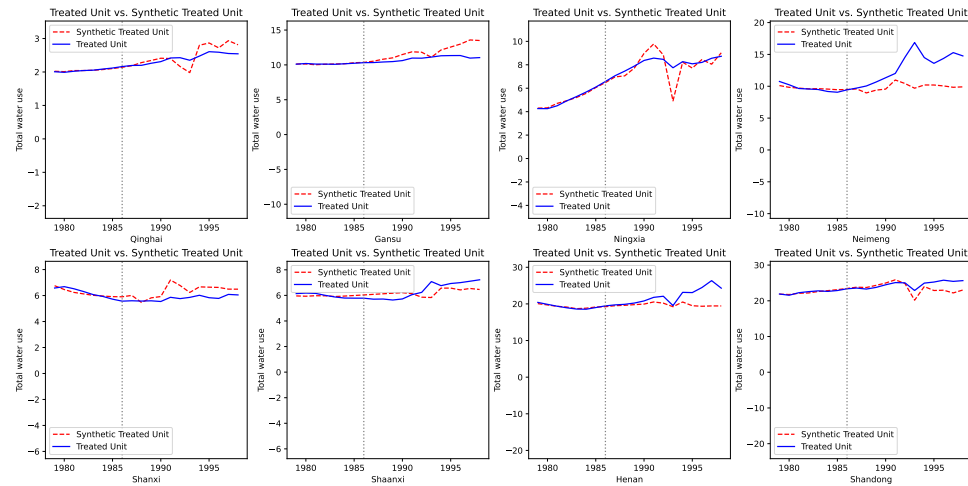 Treated Unit vs. Synthetic Treated Unit
Treated Unit vs. Synthetic Treated Unit
Treated Unit vs. Synthetic Treated Unit
Treated Unit vs. Synthetic Treated Unit
3
2
1
0
−1
−2
Total water use
Synthetic Treated Unit
Treated Unit
1980 1985 1990 1995
Qinghai
10
5
0
−5
−10
Total water use
Synthetic Treated Unit
Treated Unit
1980 1985 1990 1995
Gansu
10
8
6
4
2
0
−2
−4
Total water use
Synthetic Treated Unit
Treated Unit
1980 1985 1990 1995
Ningxia
20
15
10
5
0
−5
−10
Total water use
Synthetic Treated Unit
Treated Unit
1980 1985 1990 1995
Neimeng
Treated Unit vs. Synthetic Treated Unit
Treated Unit vs. Synthetic Treated Unit
Treated Unit vs. Synthetic Treated Unit
Treated Unit vs. Synthetic Treated Unit
8
6
4
2
0
−2
−4
−6
Total water use
Synthetic Treated Unit
Treated Unit
1980 1985 1990 1995
Shanxi
8
6
4
2
0
−2
−4
−6
Total water use
Synthetic Treated Unit
Treated Unit
1980 1985 1990 1995
Shaanxi
30
20
10
0
−10
−20
Total water use
Synthetic Treated Unit
Treated Unit
1980 1985 1990 1995
Henan
30
20
10
0
−10
−20
Total water use
Synthetic Treated Unit
Treated Unit
1980 1985 1990 1995
Shandong